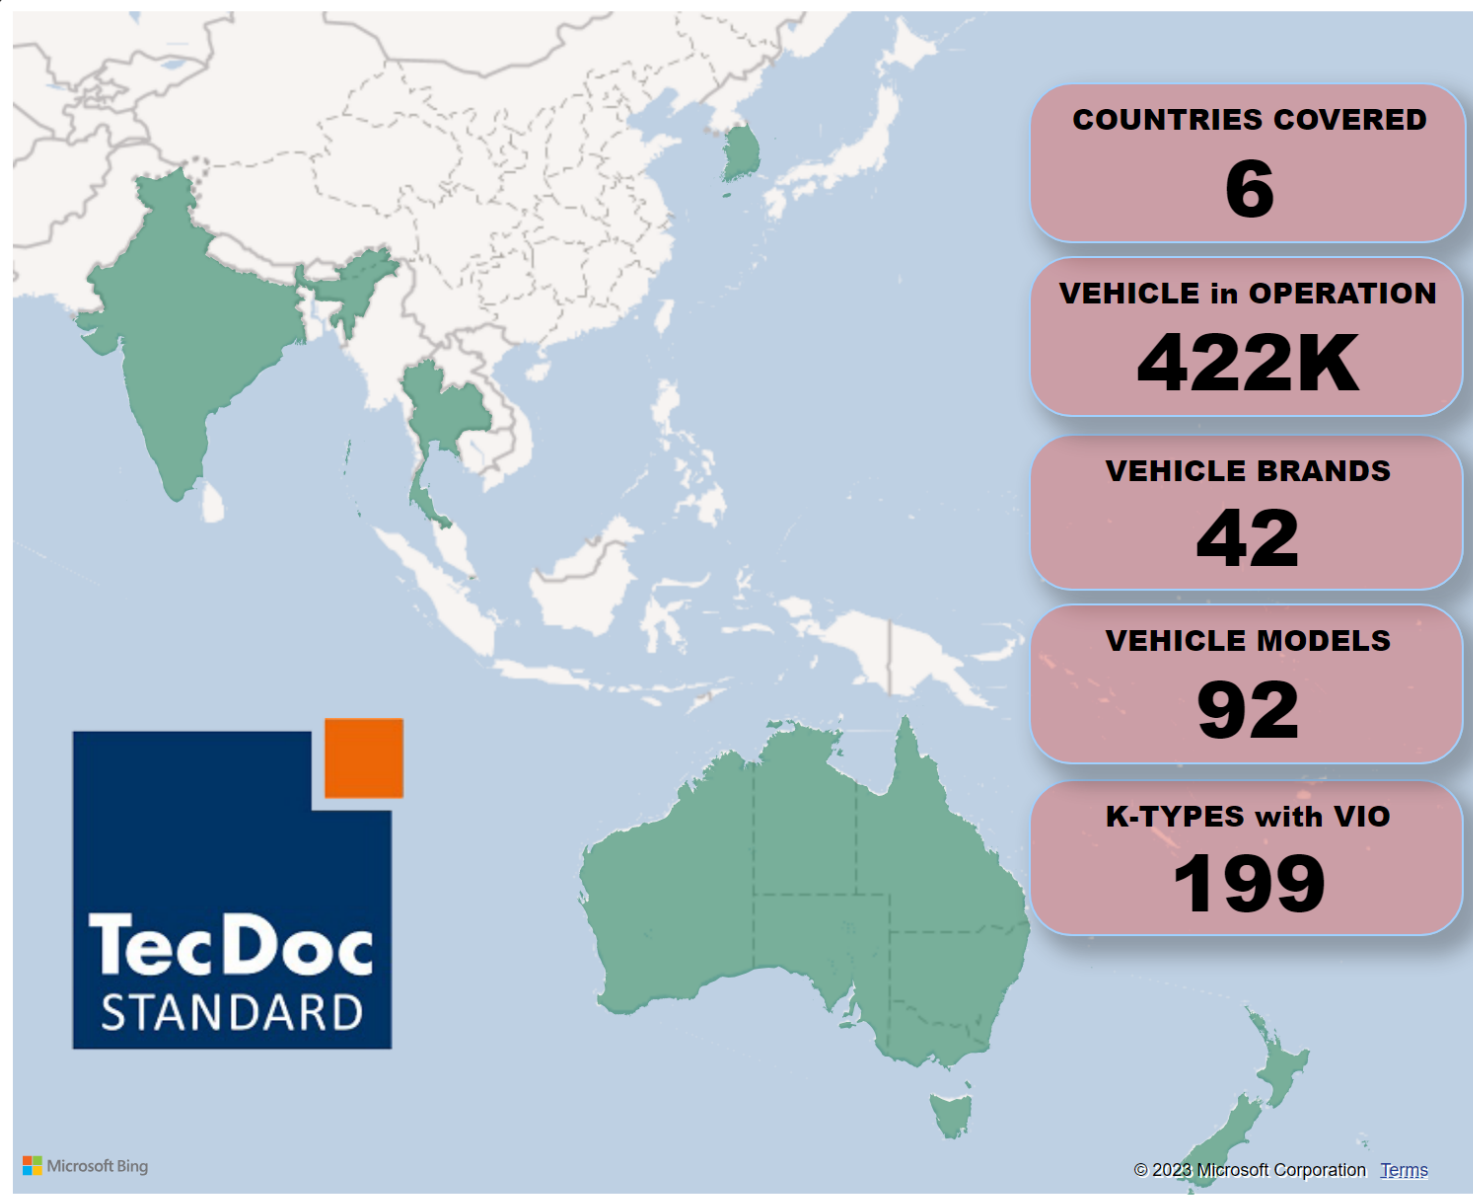 COUNTRIES COVERED
6
VEHICLE in OPERATION
422K
VEHICLE BRANDS
42
VEHICLE MODELS
92
K-TYPES with VIO
199
TecDoc
STANDARD
Microsoft Bing
© 2023 Microsoft Corporation Terms